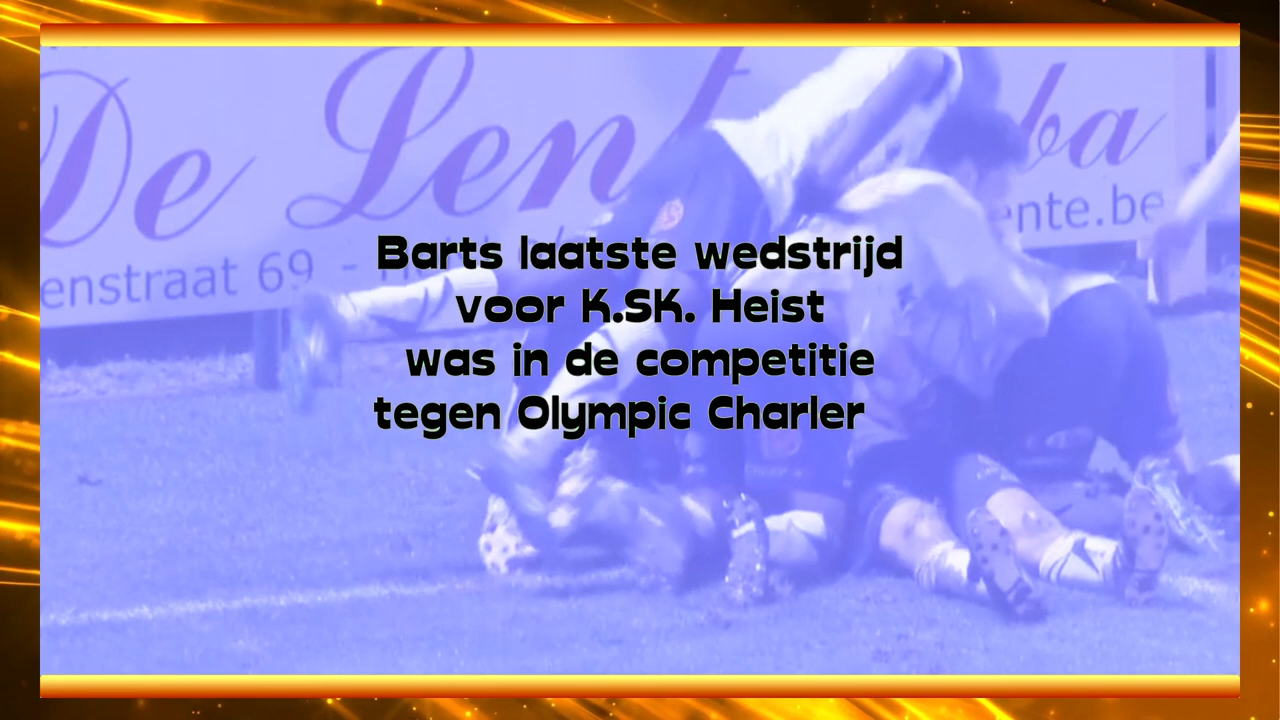 De Lent ba
enstraat 69 - ente.be
Barts laatste wedstrijd
voor K.SK. Heist
was in de competitie
tegen Olympic Charler